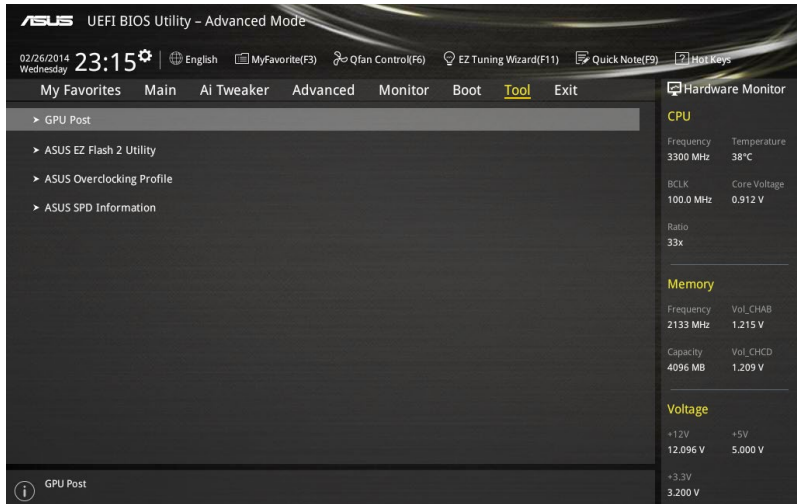 ASUS UEFI BIOS Utility – Advanced Mode
02/26/2014
Wednesday
23:15
English
MyFavorite(F3)
Qfan Control(F6)
EZ Tuning Wizard(F11)
Quick Note(F9)
? Hot Keys
My Favorites Main Ai Tweaker Advanced Monitor Boot Tool Exit
GPU Post
ASUS EZ Flash 2 Utility
ASUS Overclocking Profile
ASUS SPD Information
Hardware Monitor
CPU
Frequency Temperature
3300 MHz 38°C
BCLK Core Voltage
100.0 MHz 0.912 V
Ratio
33x
Memory
Frequency Vol_CHAB
2133 MHz 1.215 V
Capacity Vol_CHCD
4096 MB 1.209 V
Voltage
+12V +5V
12.096 V 5.000 V
+3.3V
3.200 V
GPU Post